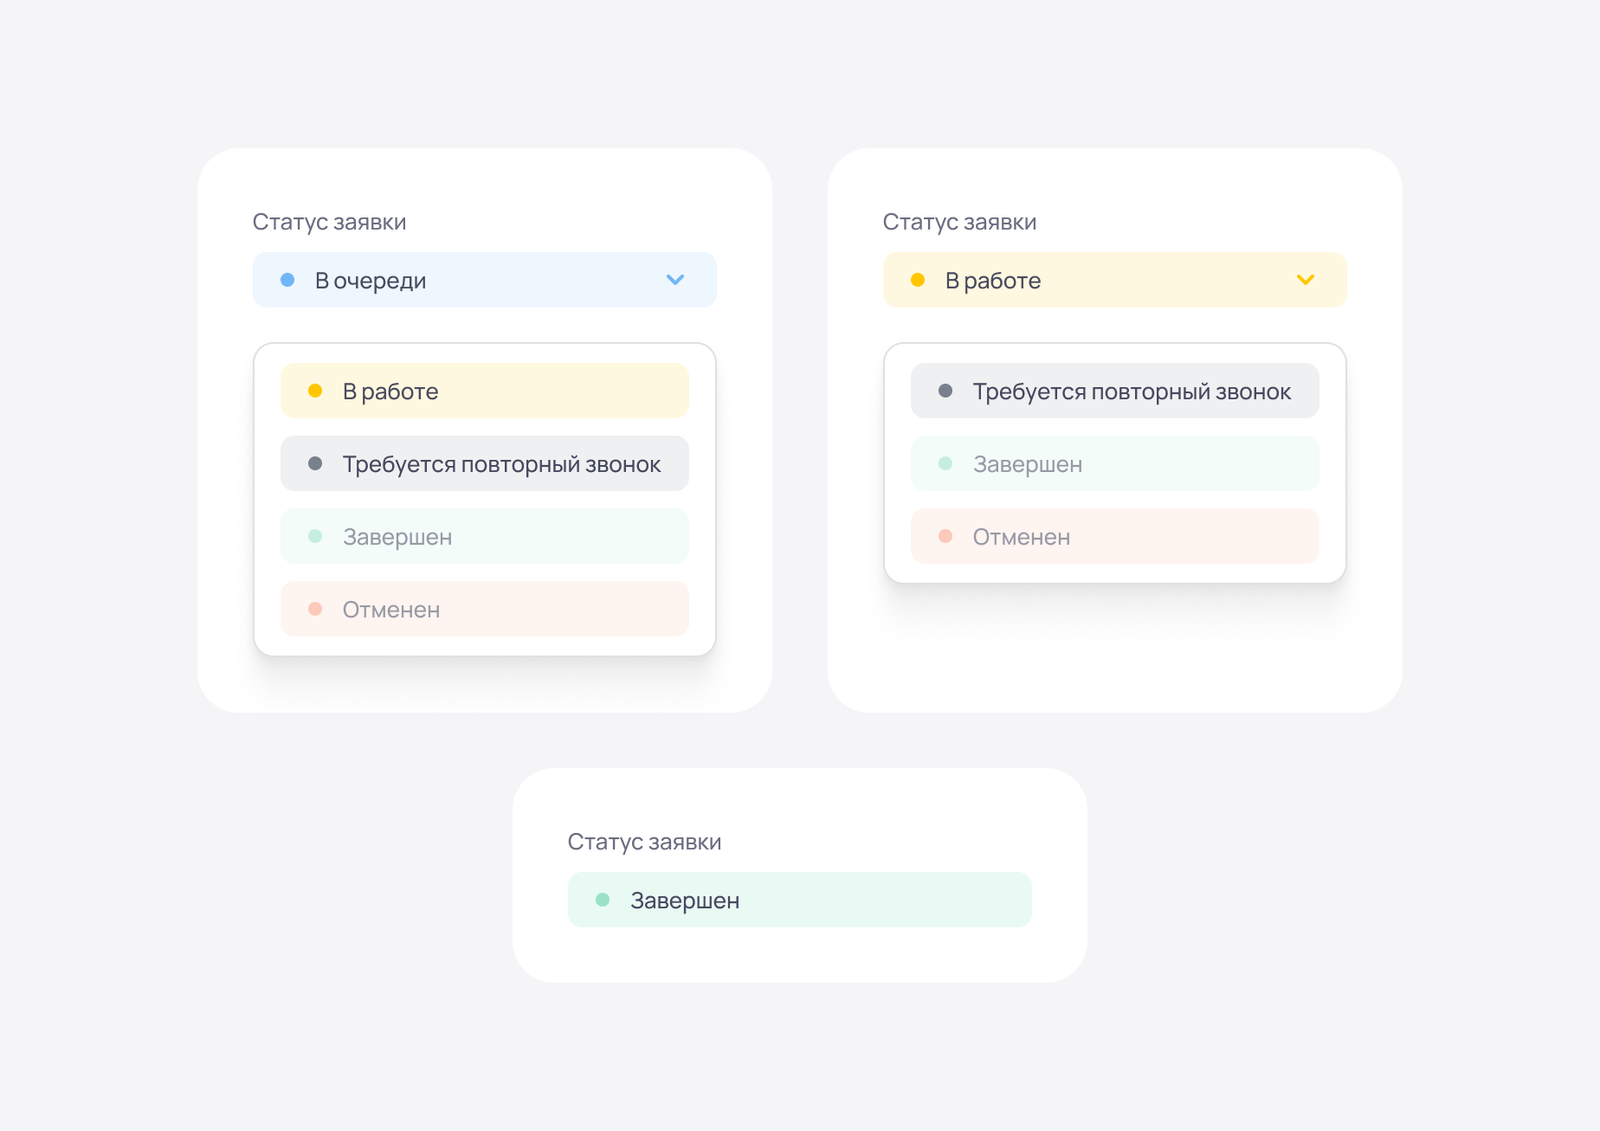 Статус заявки
В очереди
В работе
Требуется повторный звонок
Завершен
Отменен
Статус заявки
В работе
Требуется повторный звонок
Завершен
Отменен
Статус заявки
Завершен